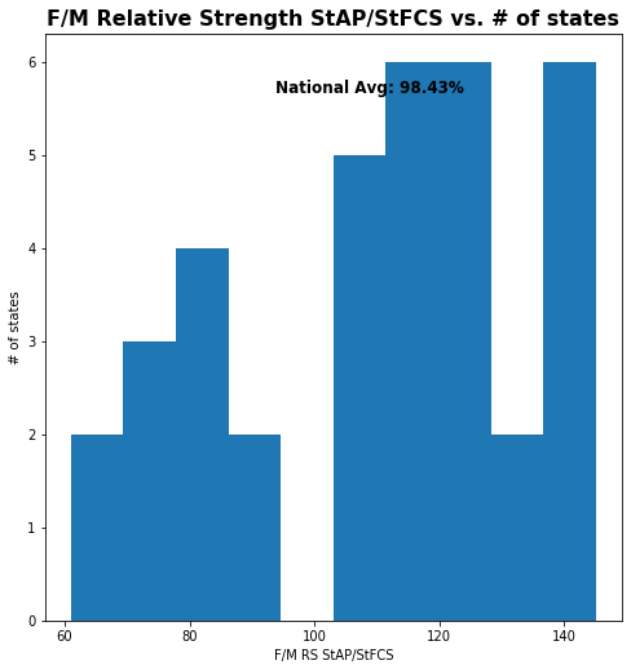 F/M Relative Strength StAP/StFCS vs. # of states
6
National Avg: 98.43%
5
4
3
# of states
2
1
0
60 80 100 120 140
F/M RS StAP/StFCS